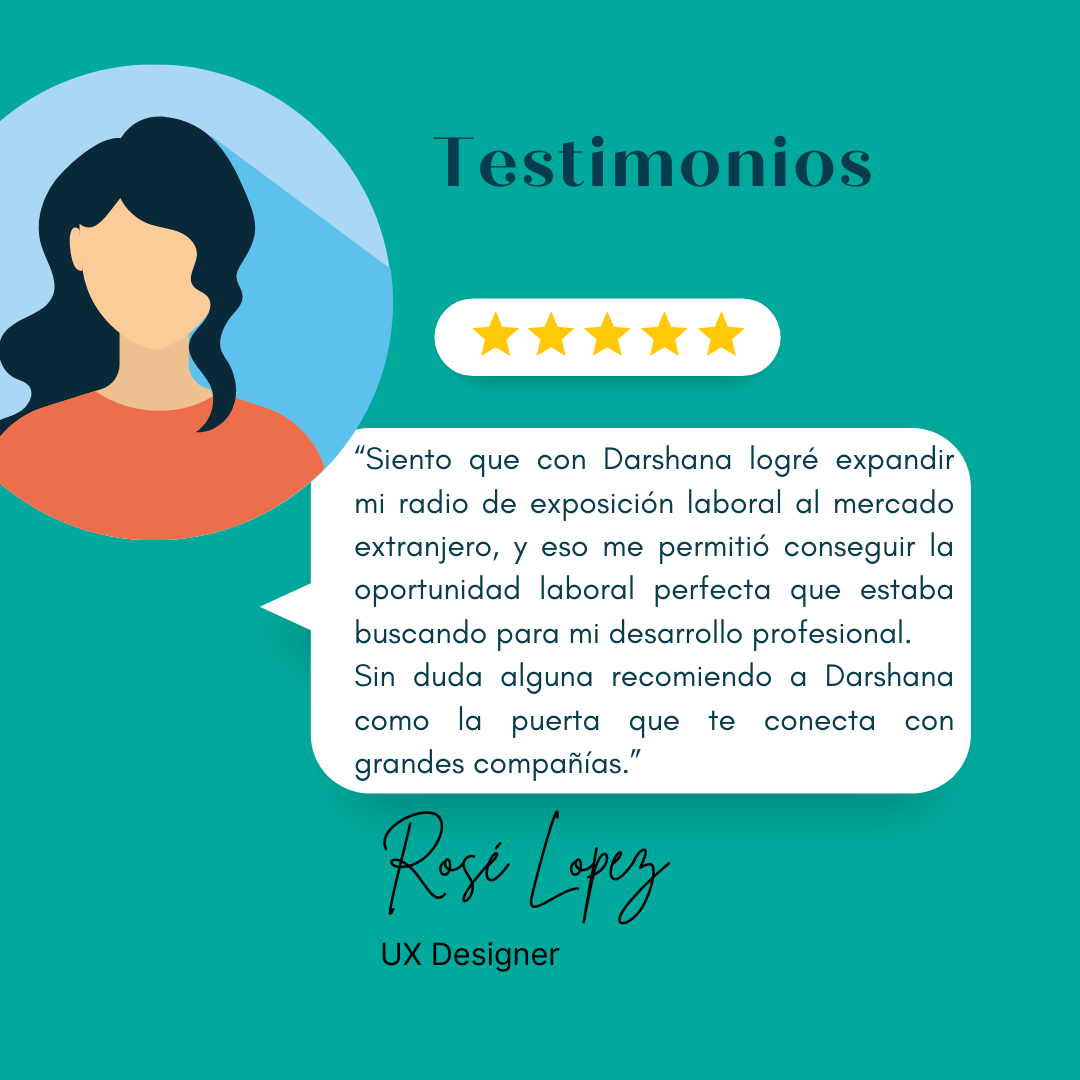 Testimonios
“Siento que con Darshana logré expandir
mi radio de exposición laboral al mercado
extranjero, y eso me permitió conseguir la
oportunidad laboral perfecta que estaba
buscando para mi desarrollo profesional.
Sin duda alguna recomiendo a Darshana
como la puerta que te conecta con
grandes compañías.”
Rosé Lopez
UX Designer